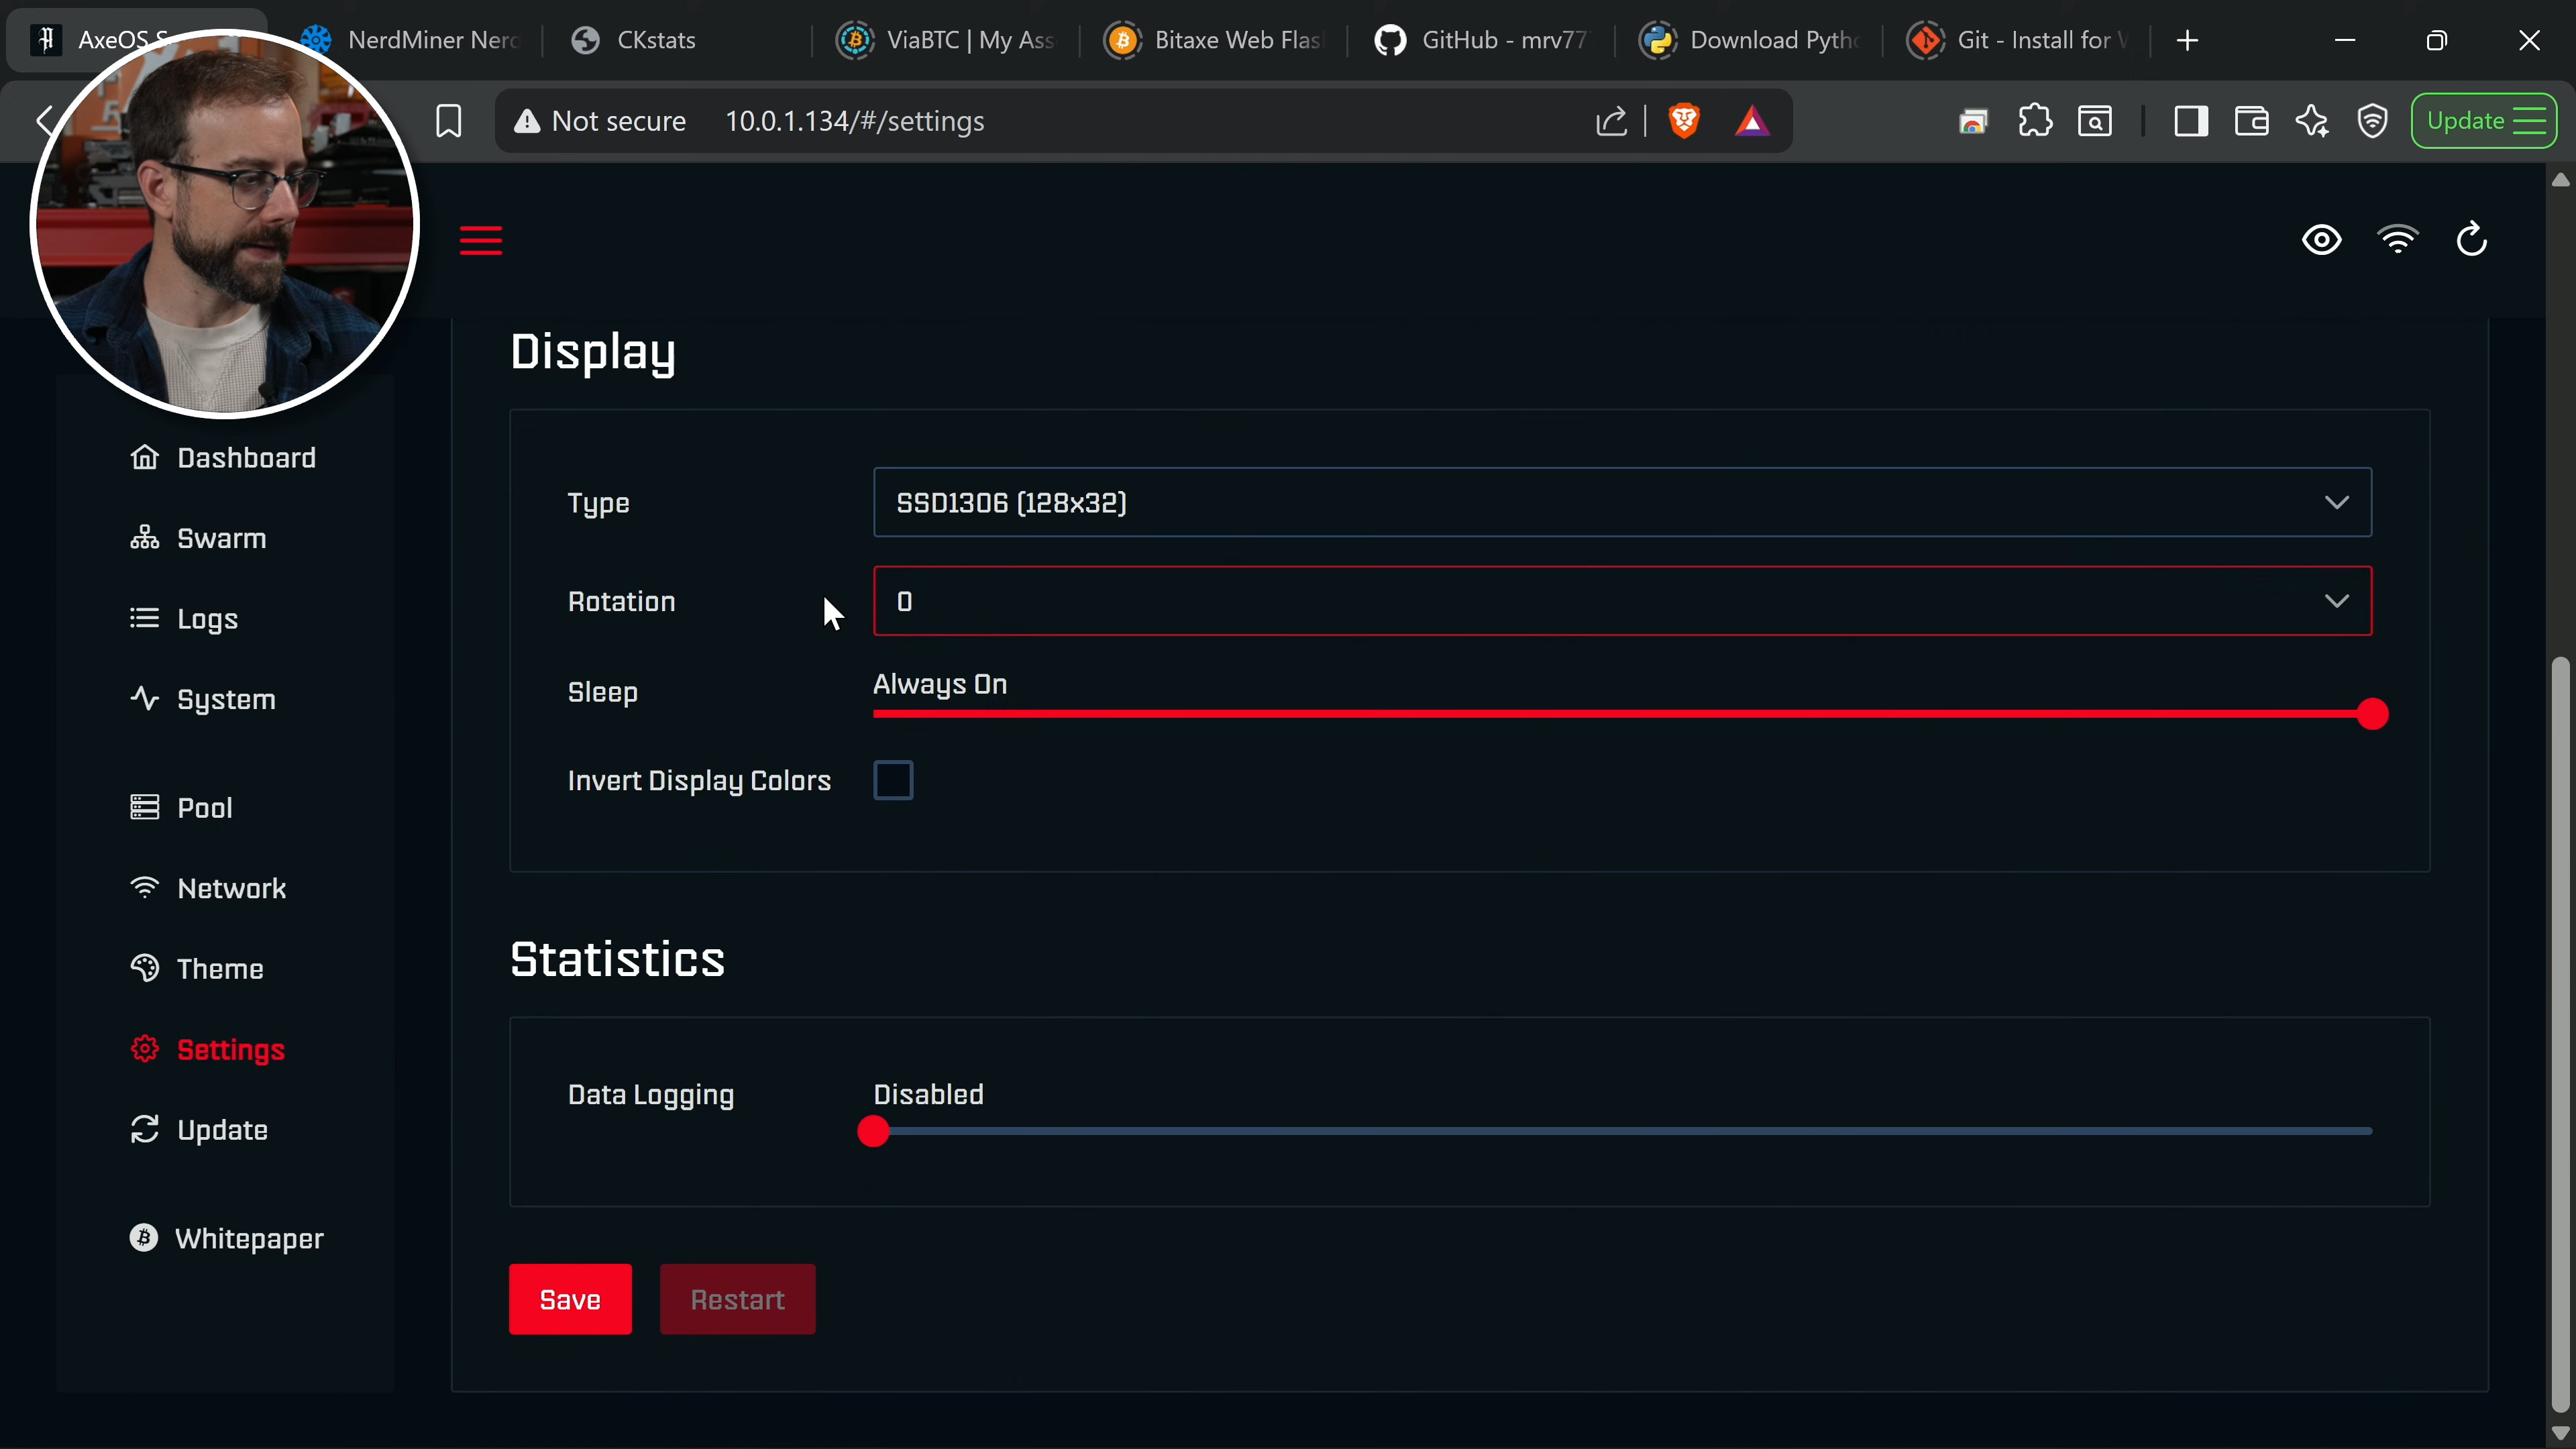 AxeOS S
NerdMiner Nerd
CKstats
ViaBTC | My Ass
Bitaxe Web Flas
GitHub - mrv77
Download Pytho
Git - Install for W
Not secure
10.0.1.134/#/settings
Update
Display
Type
SSD1306 (128x32)
Rotation
0
Sleep
Always On
Invert Display Colors
Statistics
Data Logging
Disabled
Save
Restart
Dashboard
Swarm
Logs
System
Pool
Network
Theme
Settings
Update
Whitepaper